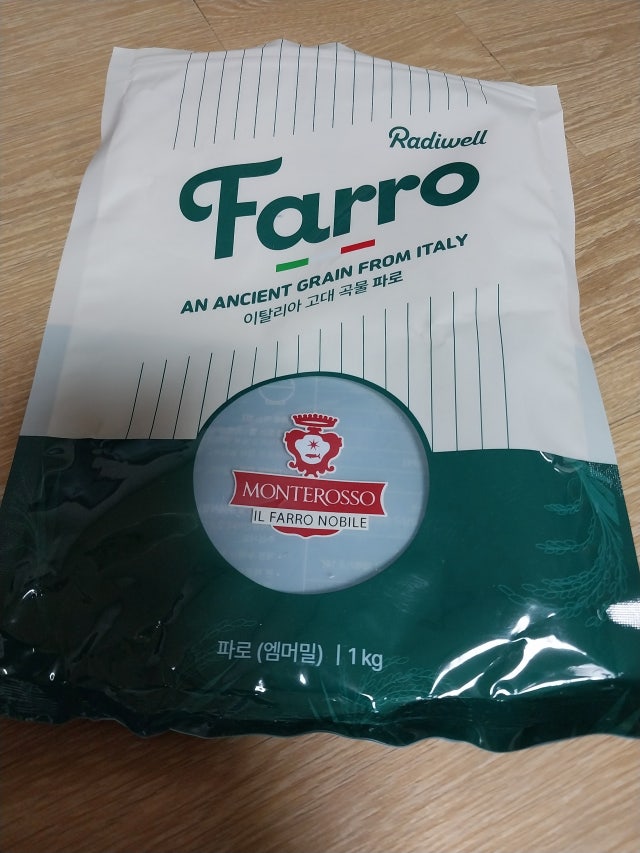 Radiwell
Farro
AN ANCIENT GRAIN FROM ITALY
이탈리아 고대 곡물 파로
MONTEROSSO
IL FARRO NOBILE
파로 (엠머밀) | 1kg